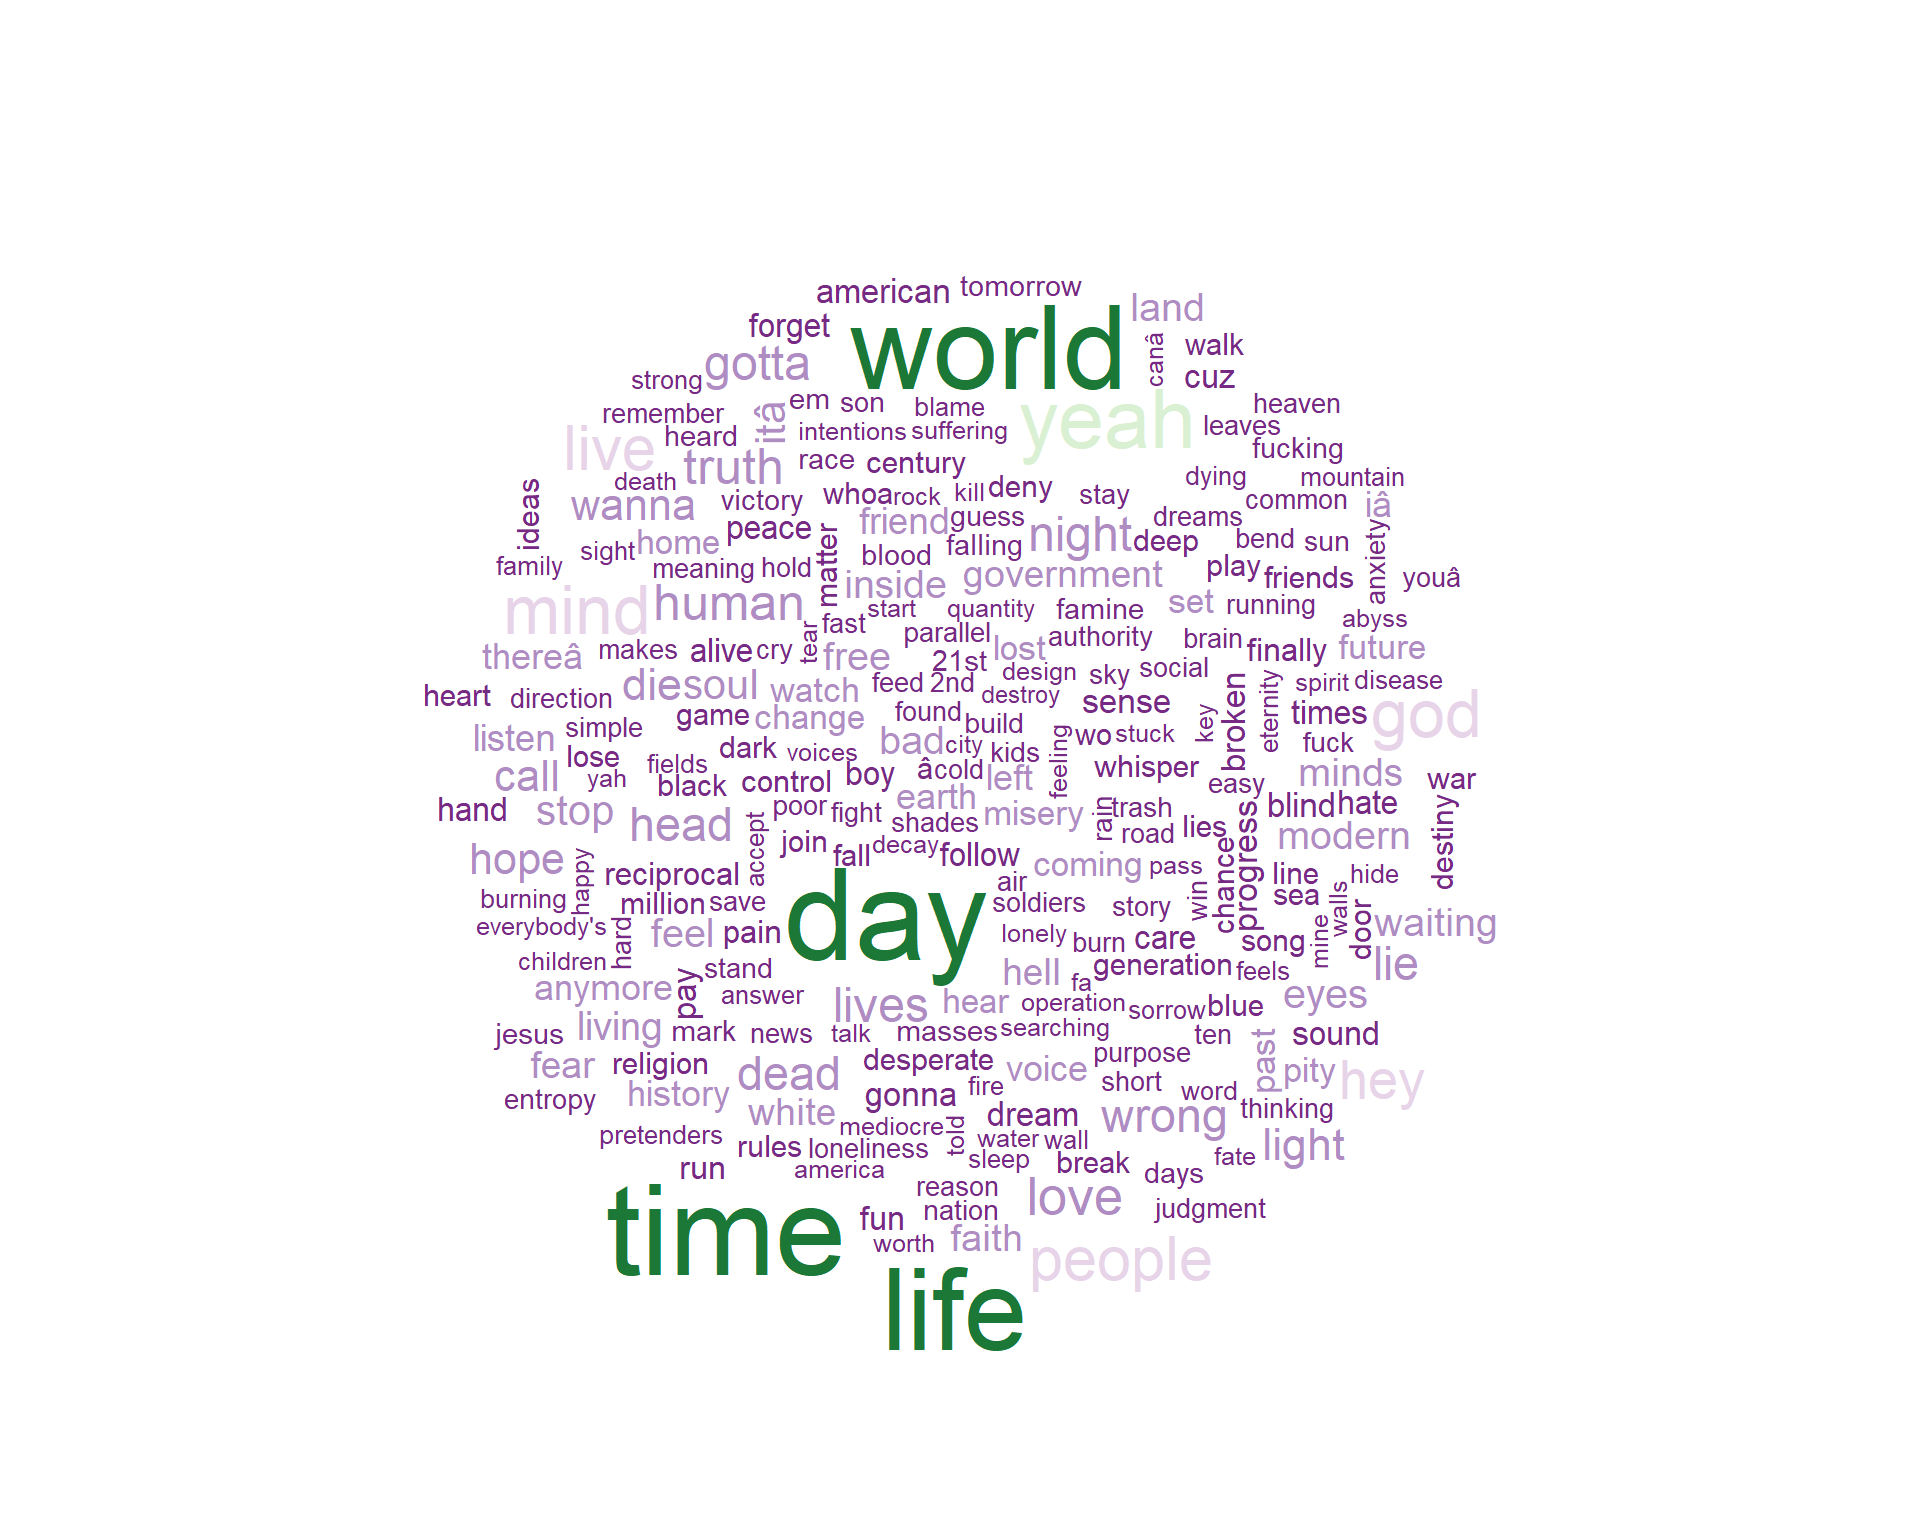 american tomorrow
forget world land
gotta canâ walk
strong cuz
remember itâ em son blame yeah heaven
live heard intentions suffering leaves
truth race century fucking
death dying mountain
ideas wanna victory whoa rock kill deny stay common iâ
peace friend guess night dreams
sight home matter blood falling deep bend sun anxiety
family meaning hold inside government play friends youâ
mind human start quantity famine set running
tear fast parallel authority brain abyss
thereâ makes alive cry free 21st lost finally future
heart direction die soul watch feed 2nd design sky social eternity spirit disease
game change found destroy sense key broken times god
listen simple dark voices bad build wo stuck fuck
lose fields city kids feeling
call yah black control boy â cold left whisper easy minds war
hand stop head poor fight earth misery rain trash progress blind hate destiny
shades road lies modern
hope reciprocal accept join fall decay follow coming pass chance line hide
burning happy million save day air soldiers story win sea walls
everybody's hard feel pain lonely burn care song mine door waiting
children pay stand hell generation feels lie
anymore answer lives hear fa operation sorrow blue eyes
jesus living mark news talk masses searching ten sound
fear religion dead desperate voice purpose past pity hey
entropy history white gonna fire short word thinking
pretenders rules mediocre told dream wrong light
run loneliness water wall
america sleep break fate
time reason love days
fun nation judgment
worth faith people
life